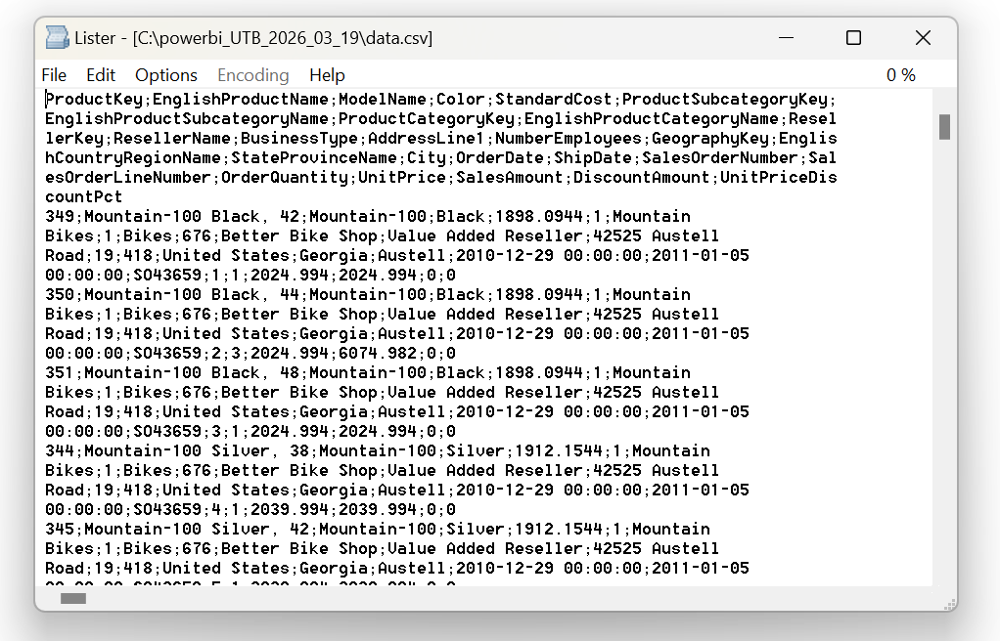 Lister - [C:\powerbi_UTB_2026_03_19\data.csv]
File Edit Options Encoding Help 0 %
ProductKey;EnglishProductName;ModelName;Color;StandardCost;ProductSubcategoryKey;
EnglishProductSubcategoryName;ProductCategoryKey;EnglishProductCategoryName;Resel
lerKey;ResellerName;BusinessType;AddressLine1;NumberEmployees;GeographyKey;Englis
hCountryRegionName;StateProvinceName;City;OrderDate;ShipDate;SalesOrderNumber;Sal
esOrderLineNumber;OrderQuantity;UnitPrice;SalesAmount;DiscountAmount;UnitPriceDis
countPct
349;Mountain-100 Black, 42;Mountain-100;Black;1898.0944;1;Mountain
Bikes;1;Bikes;676;Better Bike Shop;Value Added Reseller;42525 Austell
Road;19;418;United States;Georgia;Austell;2010-12-29 00:00:00;2011-01-05
00:00:00;SO43659;1;1;2024.994;2024.994;0;0
350;Mountain-100 Black, 44;Mountain-100;Black;1898.0944;1;Mountain
Bikes;1;Bikes;676;Better Bike Shop;Value Added Reseller;42525 Austell
Road;19;418;United States;Georgia;Austell;2010-12-29 00:00:00;2011-01-05
00:00:00;SO43659;2;3;2024.994;6074.982;0;0
351;Mountain-100 Black, 48;Mountain-100;Black;1898.0944;1;Mountain
Bikes;1;Bikes;676;Better Bike Shop;Value Added Reseller;42525 Austell
Road;19;418;United States;Georgia;Austell;2010-12-29 00:00:00;2011-01-05
00:00:00;SO43659;3;1;2024.994;2024.994;0;0
344;Mountain-100 Silver, 38;Mountain-100;Silver;1912.1544;1;Mountain
Bikes;1;Bikes;676;Better Bike Shop;Value Added Reseller;42525 Austell
Road;19;418;United States;Georgia;Austell;2010-12-29 00:00:00;2011-01-05
00:00:00;SO43659;4;1;2039.994;2039.994;0;0
345;Mountain-100 Silver, 42;Mountain-100;Silver;1912.1544;1;Mountain
Bikes;1;Bikes;676;Better Bike Shop;Value Added Reseller;42525 Austell
Road;19;418;United States;Georgia;Austell;2010-12-29 00:00:00;2011-01-05